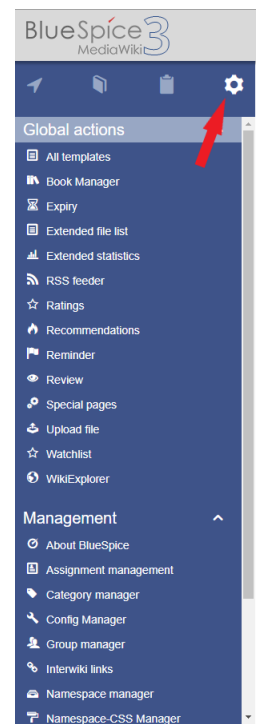 BlueSpice 3
MediaWiki
Global actions
All templates
Book Manager
Expiry
Extended file list
Extended statistics
RSS feeder
Ratings
Recommendations
Reminder
Review
Special pages
Upload file
Watchlist
WikiExplorer
Management
About BlueSpice
Assignment management
Category manager
Config Manager
Group manager
Interwiki links
Namespace manager
Namespace-CSS Manager